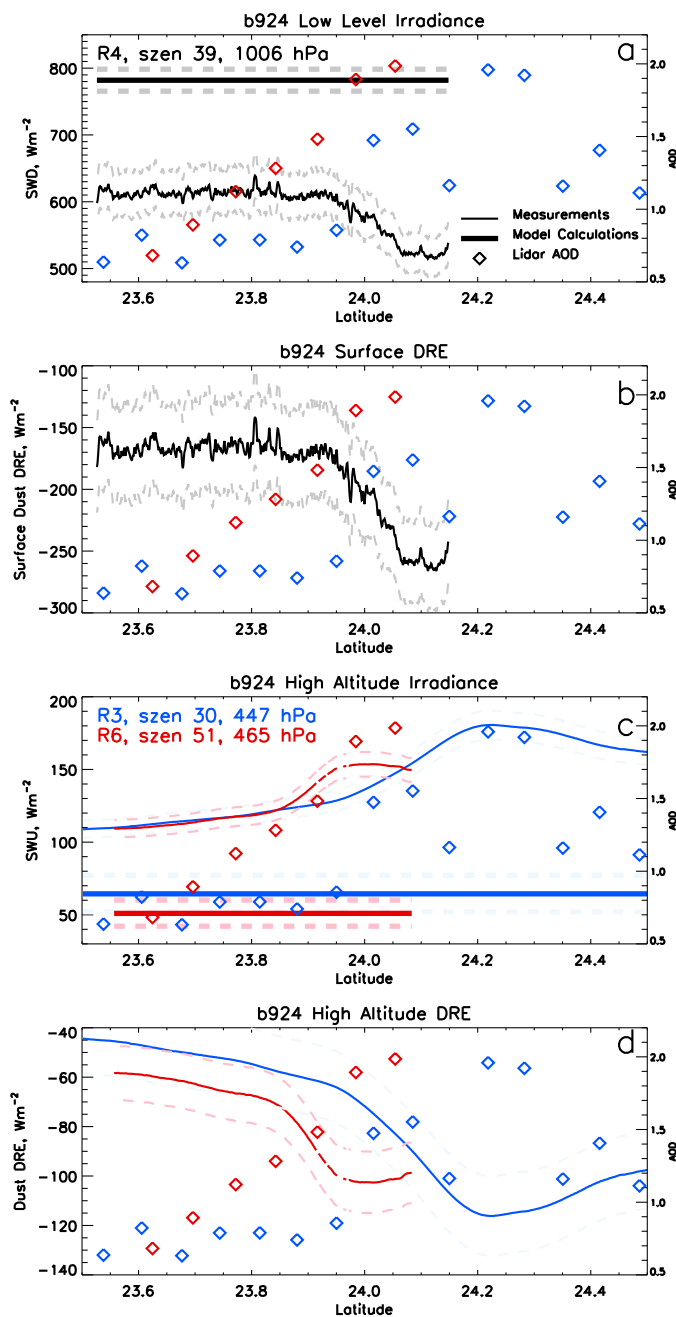 b924 Low Level Irradiance
R4, szen 39, 1006 hPa
a
800
700
600
500
SWD, Wm⁻²
2.0
1.5
1.0
0.5
AOD
Measurements
Model Calculations
Lidar AOD
23.6 23.8 24.0 24.2 24.4
Latitude
b924 Surface DRE
b
−100
−150
−200
−250
−300
Surface Dust DRE, Wm⁻²
2.0
1.5
1.0
0.5
AOD
23.6 23.8 24.0 24.2 24.4
Latitude
b924 High Altitude Irradiance
R3, szen 30, 447 hPa
R6, szen 51, 465 hPa
c
200
150
100
50
SWU, Wm⁻²
2.0
1.5
1.0
0.5
AOD
23.6 23.8 24.0 24.2 24.4
Latitude
b924 High Altitude DRE
d
−40
−60
−80
−100
−120
−140
Dust DRE, Wm⁻²
2.0
1.5
1.0
0.5
AOD
23.6 23.8 24.0 24.2 24.4
Latitude